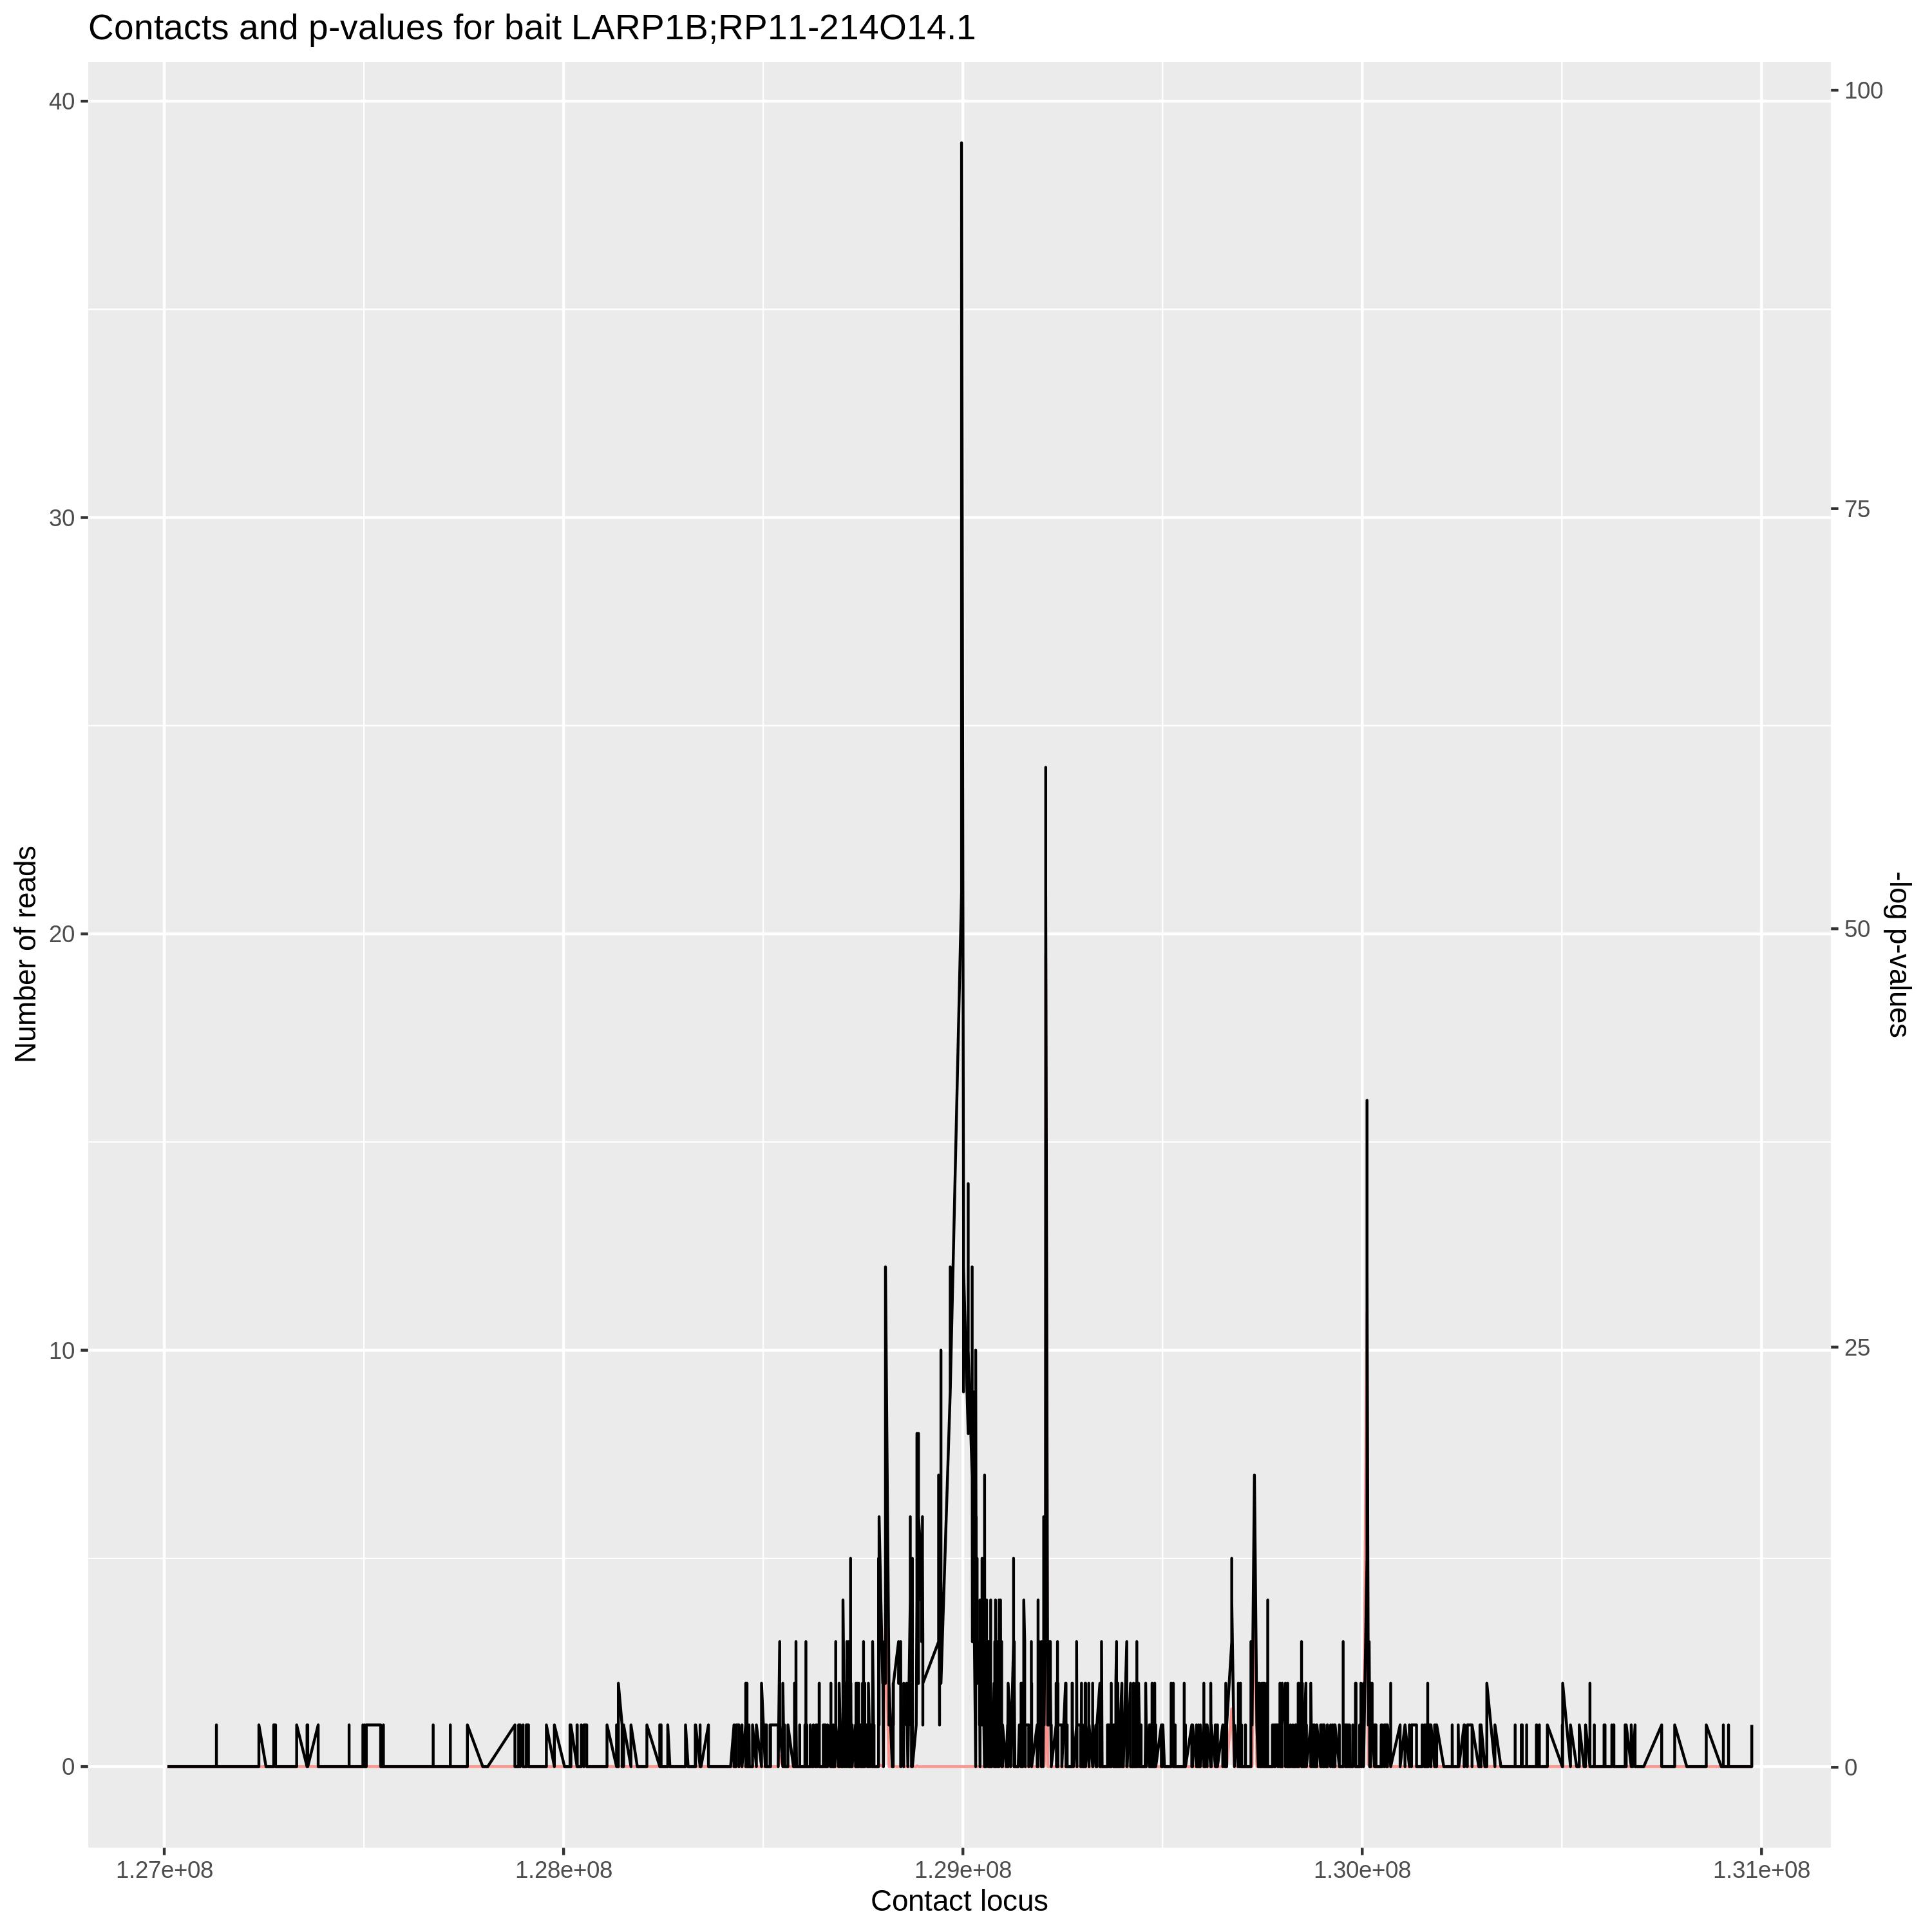 Contacts and p-values for bait LARP1B;RP11-214O14.1
40
30
20
10
0
Number of reads
100
75
50
25
0
-log p-values
1.27e+08
1.28e+08
1.29e+08
1.30e+08
1.31e+08
Contact locus